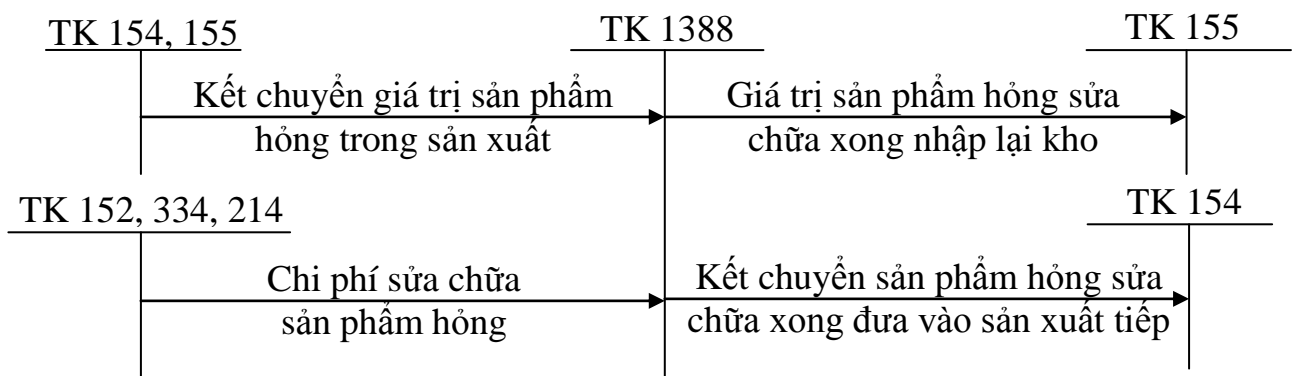 TK 154, 155
TK 1388
TK 155
Kết chuyển giá trị sản phẩm
hỏng trong sản xuất
Giá trị sản phẩm hỏng sửa
chữa xong nhập lại kho
TK 152, 334, 214
TK 154
Chi phí sửa chữa
sản phẩm hỏng
Kết chuyển sản phẩm hỏng sửa
chữa xong đưa vào sản xuất tiếp